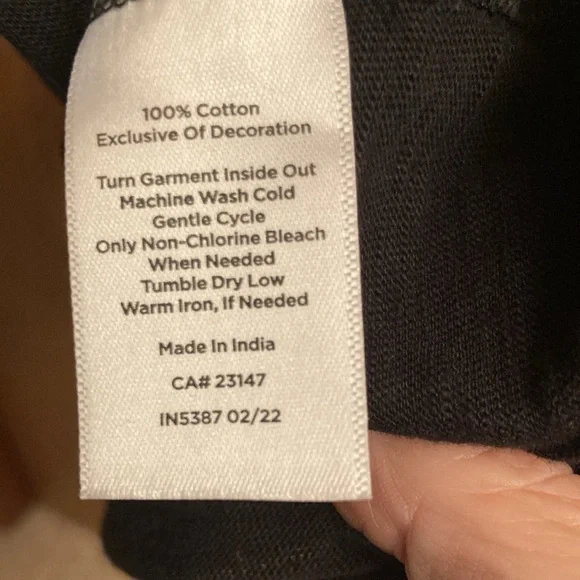 100% Cotton
Exclusive Of Decoration
Turn Garment Inside Out
Machine Wash Cold
Gentle Cycle
Only Non-Chlorine Bleach
When Needed
Tumble Dry Low
Warm Iron, If Needed
Made In India
CA# 23147
IN5387 02/22